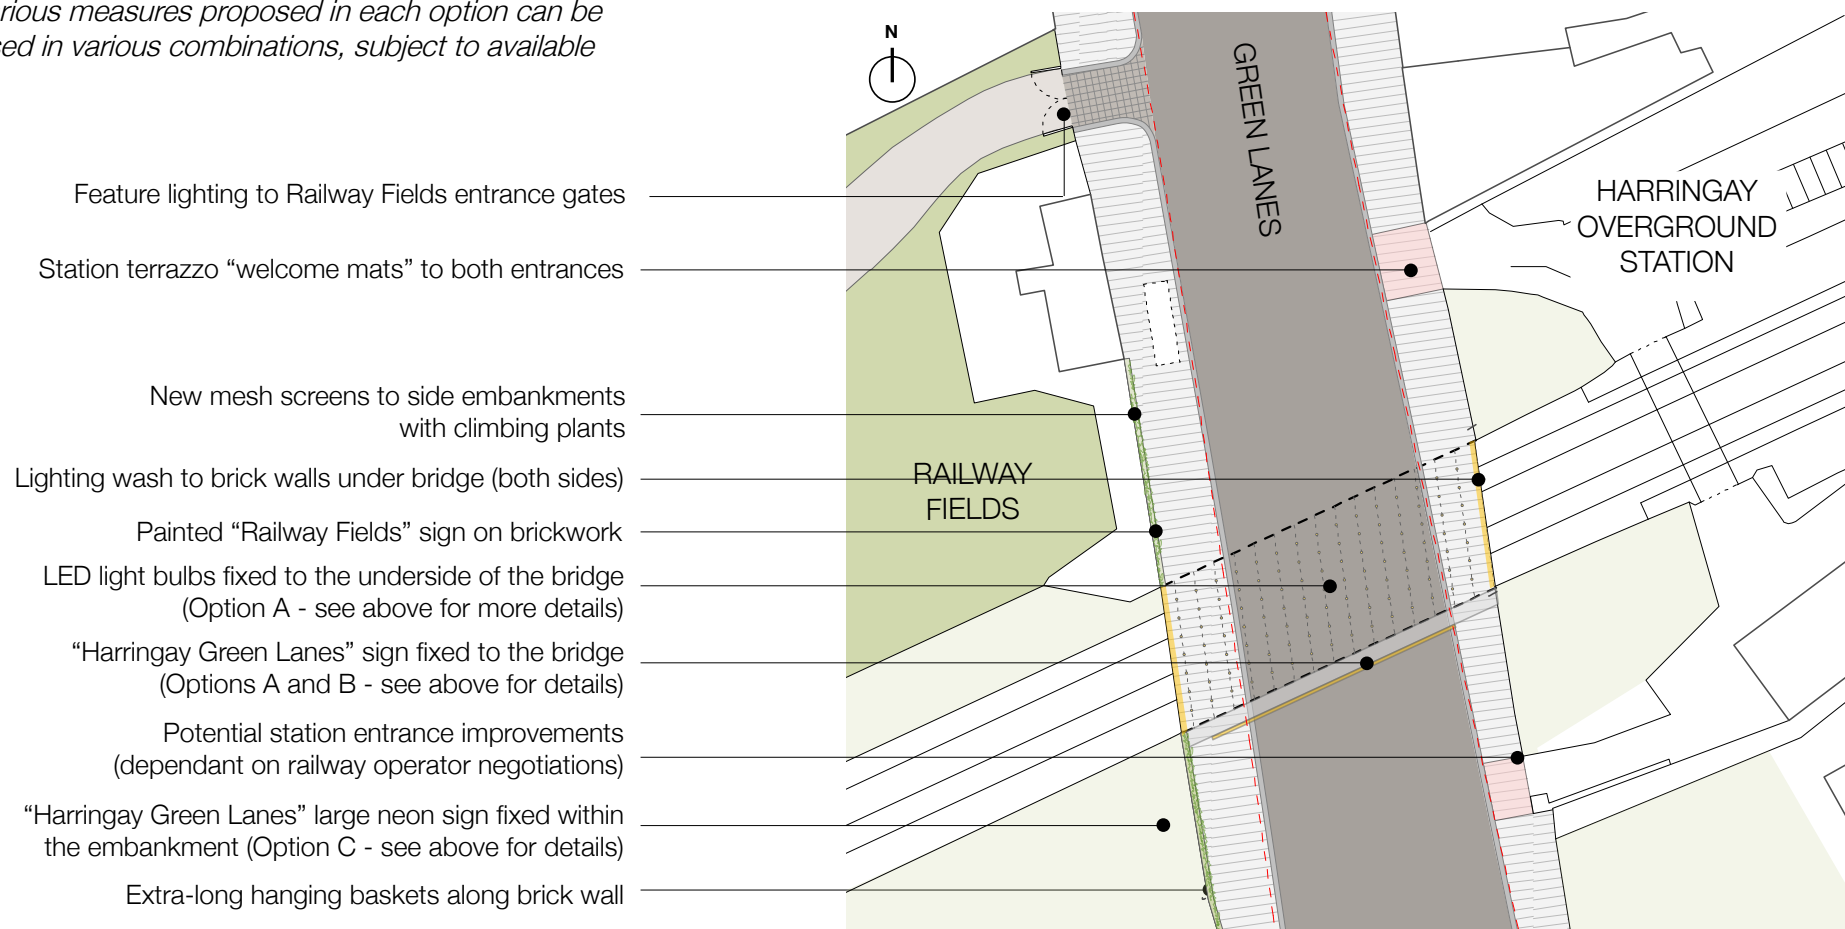 rious measures proposed in each option can be
ed in various combinations, subject to available
N
GREEN LANES
Feature lighting to Railway Fields entrance gates
HARRINGAY
OVERGROUND
STATION
Station terrazzo “welcome mats” to both entrances
New mesh screens to side embankments
with climbing plants
RAILWAY
FIELDS
Lighting wash to brick walls under bridge (both sides)
Painted “Railway Fields” sign on brickwork
LED light bulbs fixed to the underside of the bridge
(Option A - see above for more details)
“Harringay Green Lanes” sign fixed to the bridge
(Options A and B - see above for details)
Potential station entrance improvements
(dependant on railway operator negotiations)
“Harringay Green Lanes” large neon sign fixed within
the embankment (Option C - see above for details)
Extra-long hanging baskets along brick wall